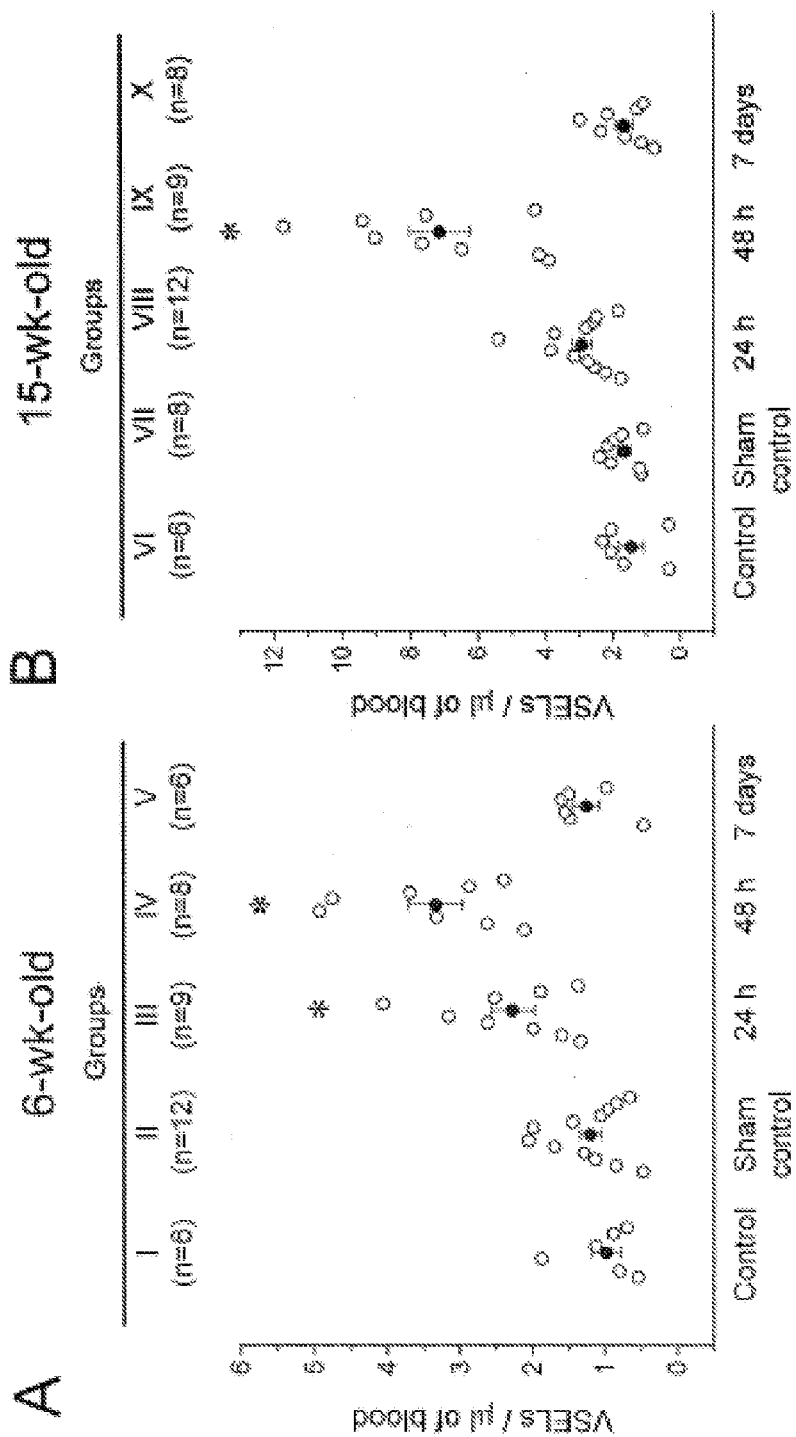 A
6-wk-old
Groups
I II III IV V
(n=6) (n=12) (n=9) (n=8) (n=6)
* *
VSELs / µl of blood
6
5
4
3
2
1
0
Control Sham control 24 h 48 h 7 days
B
15-wk-old
Groups
VI VII VIII IX X
(n=6) (n=8) (n=12) (n=9) (n=8)
*
VSELs / µl of blood
12
10
8
6
4
2
0
Control Sham control 24 h 48 h 7 days